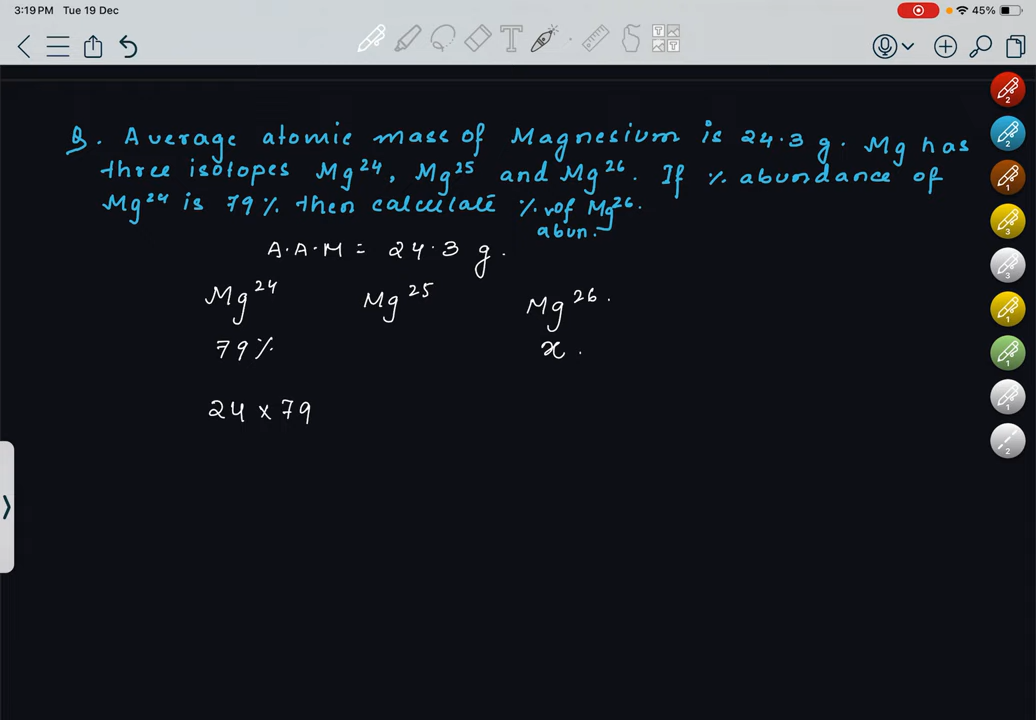 3:19 PM Tue 19 Dec
45%
Q. Average atomic mass of Magnesium is 24.3 g. Mg has
three isotopes Mg²⁴, Mg²⁵ and Mg²⁶. If % abundance of
Mg²⁴ is 79% then calculate % of Mg²⁶.
abun.
A.A.M = 24.3 g.
Mg²⁴ Mg²⁵ Mg²⁶.
79% x.
24 x 79